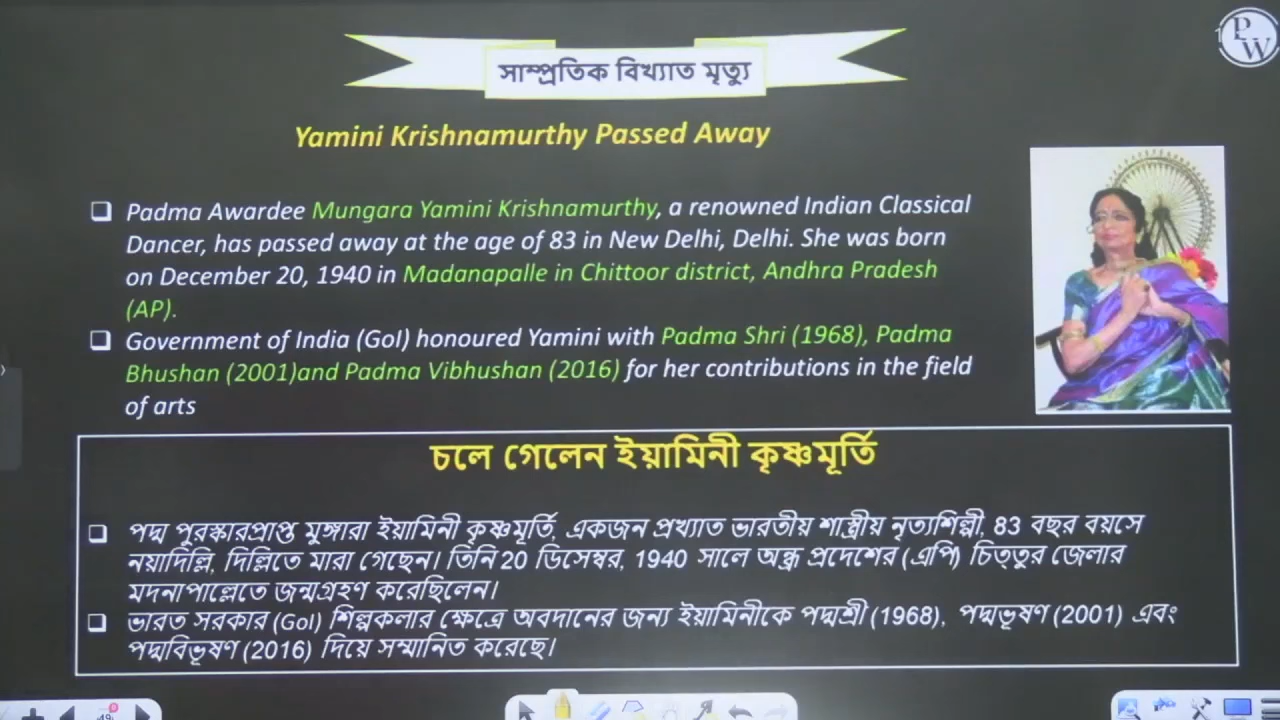 PW
সাম্প্রতিক বিখ্যাত মৃত্যু
Yamini Krishnamurthy Passed Away
Padma Awardee Mungara Yamini Krishnamurthy, a renowned Indian Classical
Dancer, has passed away at the age of 83 in New Delhi, Delhi. She was born
on December 20, 1940 in Madanapalle in Chittoor district, Andhra Pradesh
(AP).
Government of India (GoI) honoured Yamini with Padma Shri (1968), Padma
Bhushan (2001)and Padma Vibhushan (2016) for her contributions in the field
of arts
চলে গেলেন ইয়ামিনী কৃষ্ণমূর্তি
পদ্ম পুরস্কারপ্রাপ্ত মুঙ্গারা ইয়ামিনী কৃষ্ণমূর্তি, একজন প্রখ্যাত ভারতীয় শাস্ত্রীয় নৃত্যশিল্পী, 83 বছর বয়সে
নয়াদিল্লি, দিল্লিতে মারা গেছেন। তিনি 20 ডিসেম্বর, 1940 সালে অন্ধ্র প্রদেশের (এপি) চিত্তুর জেলার
মদনাপাল্লেতে জন্মগ্রহণ করেছিলেন।
ভারত সরকার (GoI) শিল্পকলার ক্ষেত্রে অবদানের জন্য ইয়ামিনীকে পদ্মশ্রী (1968), পদ্মভূষণ (2001) এবং
পদ্মবিভূষণ (2016) দিয়ে সম্মানিত করেছে।